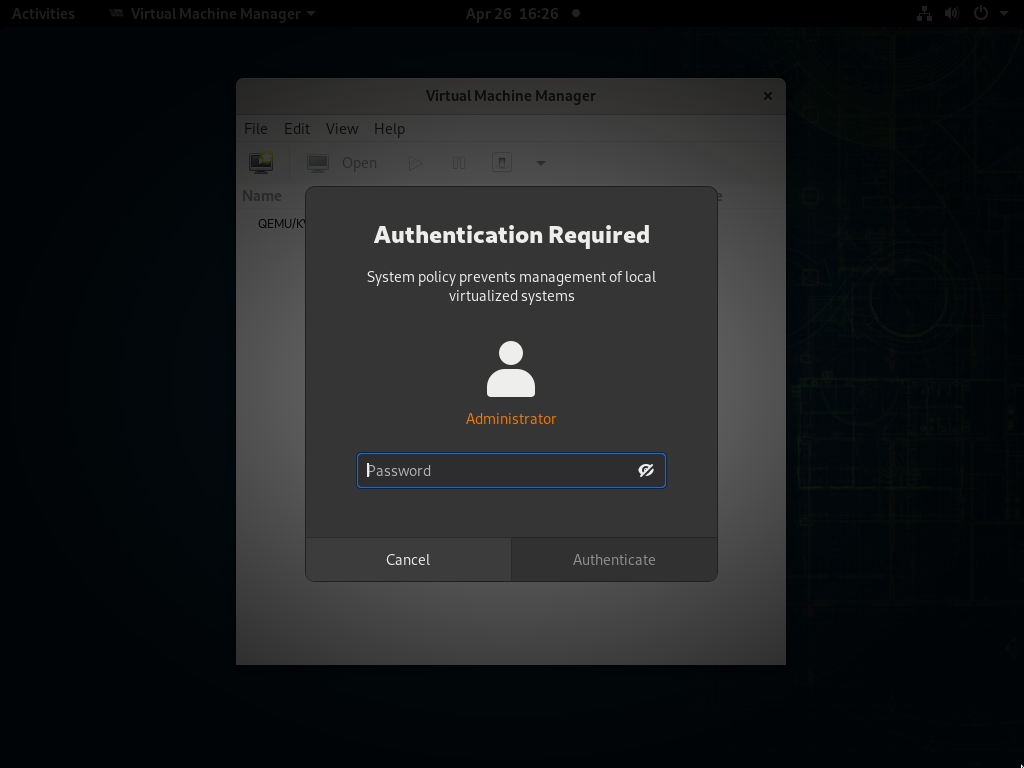 Activities Virtual Machine Manager Apr 26 16:26
Virtual Machine Manager
File Edit View Help
Open
Name
QEMU/K
Authentication Required
System policy prevents management of local
virtualized systems
Administrator
Password
Cancel Authenticate